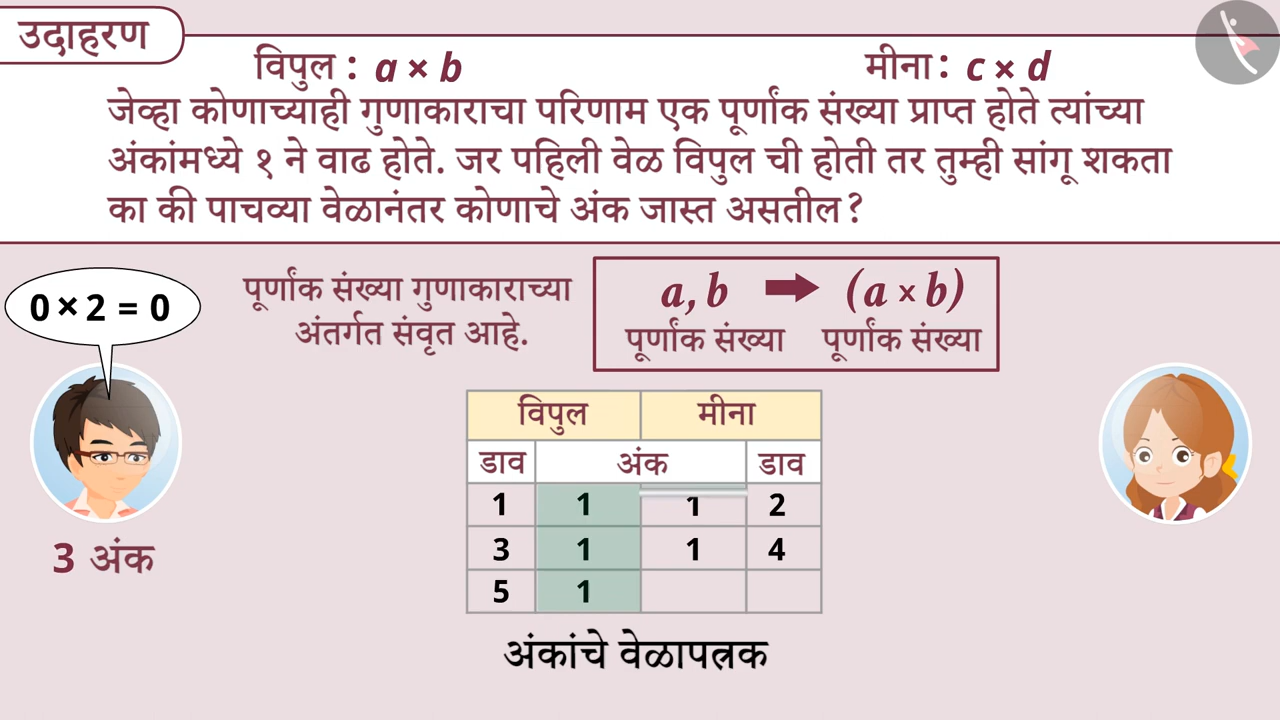 उदाहरण
विपुल : a × b
मीना : c × d
जेव्हा कोणाच्याही गुणाकाराचा परिणाम एक पूर्णांक संख्या प्राप्त होते त्यांच्या
अंकांमध्ये १ ने वाढ होते. जर पहिली वेळ विपुल ची होती तर तुम्ही सांगू शकता
का की पाचव्या वेळानंतर कोणाचे अंक जास्त असतील?
0 × 2 = 0
पूर्णांक संख्या गुणाकाराच्या
अंतर्गत संवृत आहे.
a, b (a × b)
पूर्णांक संख्या पूर्णांक संख्या
विपुल मीना
डाव अंक डाव
1 1 1 2
3 1 1 4
5 1
3 अंक
अंकांचे वेळापत्रक